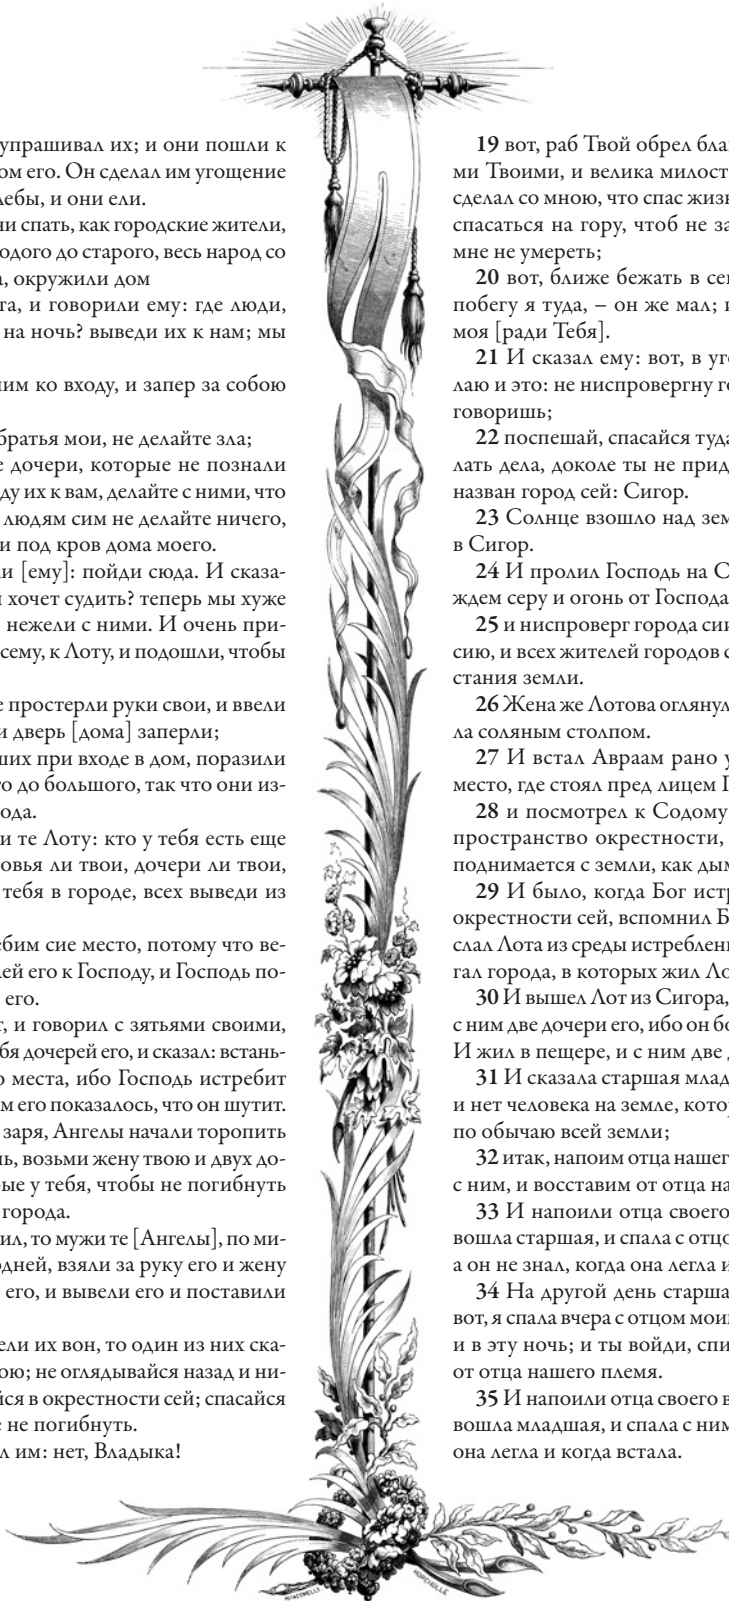 упрашивал их; и они пошли к
ом его. Он сделал им угощение
лебы, и они ели.
ни спать, как городские жители,
одого до старого, весь народ со
а, окружили дом
та, и говорили ему: где люди,
на ночь? выведи их к нам; мы
ним ко входу, и запер за собою
братья мои, не делайте зла;
е дочери, которые не познали
ду их к вам, делайте с ними, что
людям сим не делайте ничего,
и под кров дома моего.
и [ему]: пойди сюда. И сказа-
и хочет судить? теперь мы хуже
нежели с ними. И очень при-
сему, к Лоту, и подошли, чтобы
е простерли руки свои, и ввели
и дверь [дома] заперли;
ших при входе в дом, поразили
го до большого, так что они из-
ода.
и те Лоту: кто у тебя есть еще
овья ли твои, дочери ли твои,
тебя в городе, всех выведи из
ебим сие место, потому что ве-
лей его к Господу, и Господь по-
его.
т, и говорил с зятьями своими,
бя дочерей его, и сказал: встань-
о места, ибо Господь истребит
м его показалось, что он шутит.
заря, Ангелы начали торопить
нь, возьми жену твою и двух до-
ые у тебя, чтобы не погибнуть
города.
ил, то мужи те [Ангелы], по ми-
одней, взяли за руку его и жену
его, и вывели его и поставили
ели их вон, то один из них ска-
ою; не оглядывайся назад и ни-
йся в окрестности сей; спасайся
е не погибнуть.
л им: нет, Владыка!
19 вот, раб Твой обрел бла
ми Твоими, и велика милост
сделал со мною, что спас жизн
спасаться на гору, чтоб не за
мне не умереть;
20 вот, ближе бежать в се
побегу я туда, – он же мал; и
моя [ради Тебя].
21 И сказал ему: вот, в уг
лаю и это: не ниспровергну г
говоришь;
22 поспешай, спасайся туда
лать дела, доколе ты не прид
назван город сей: Сигор.
23 Солнце взошло над зем
в Сигор.
24 И пролил Господь на С
ждем серу и огонь от Господа
25 и ниспроверг города сии
сию, и всех жителей городов с
стания земли.
26 Жена же Лотова оглянул
ла соляным столпом.
27 И встал Авраам рано у
место, где стоял пред лицем Г
28 и посмотрел к Содому
пространство окрестности,
поднимается с земли, как дым
29 И было, когда Бог истр
окрестности сей, вспомнил Б
слал Лота из среды истреблен
гал города, в которых жил Ло
30 И вышел Лот из Сигора,
с ним две дочери его, ибо он бо
И жил в пещере, и с ним две д
31 И сказала старшая млад
и нет человека на земле, котор
по обычаю всей земли;
32 итак, напоим отца нашег
с ним, и восставим от отца на
33 И напоили отца своего
вошла старшая, и спала с отцо
а он не знал, когда она легла и
34 На другой день старша
вот, я спала вчера с отцом мои
и в эту ночь; и ты войди, спи
от отца нашего племя.
35 И напоили отца своего в
вошла младшая, и спала с ним
она легла и когда встала.